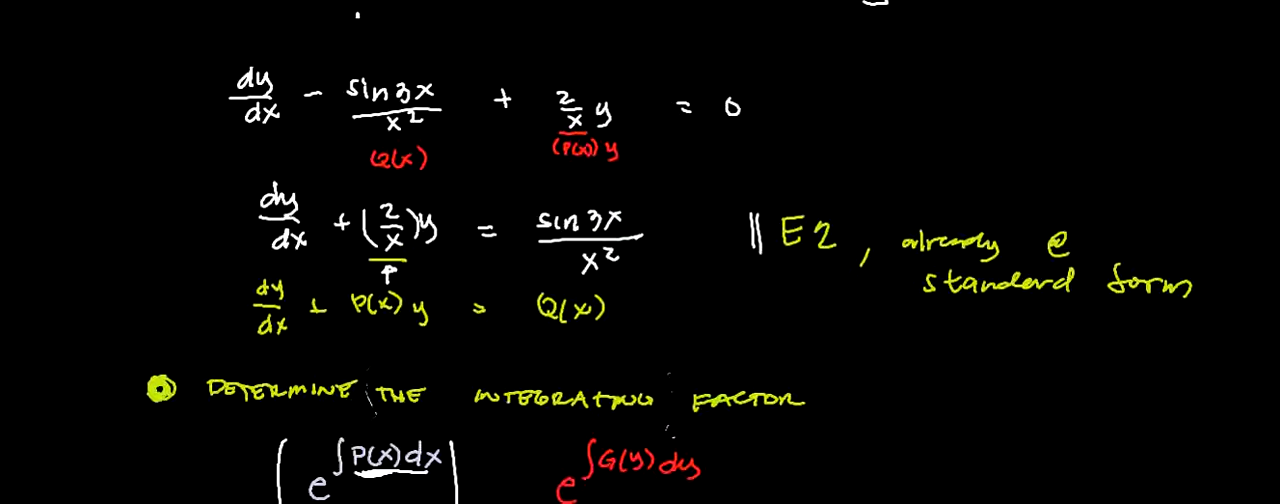 dy/dx - sin3x/x² + 2/x y = 0
Q(x) (P(x)) y
dy/dx + (2/x)y = sin3x/x² || E2, already @
P standard form
dy/dx + P(x) y = Q(x)
DETERMINE THE INTEGRATING FACTOR
e^∫P(x)dx e^∫G(y)dy